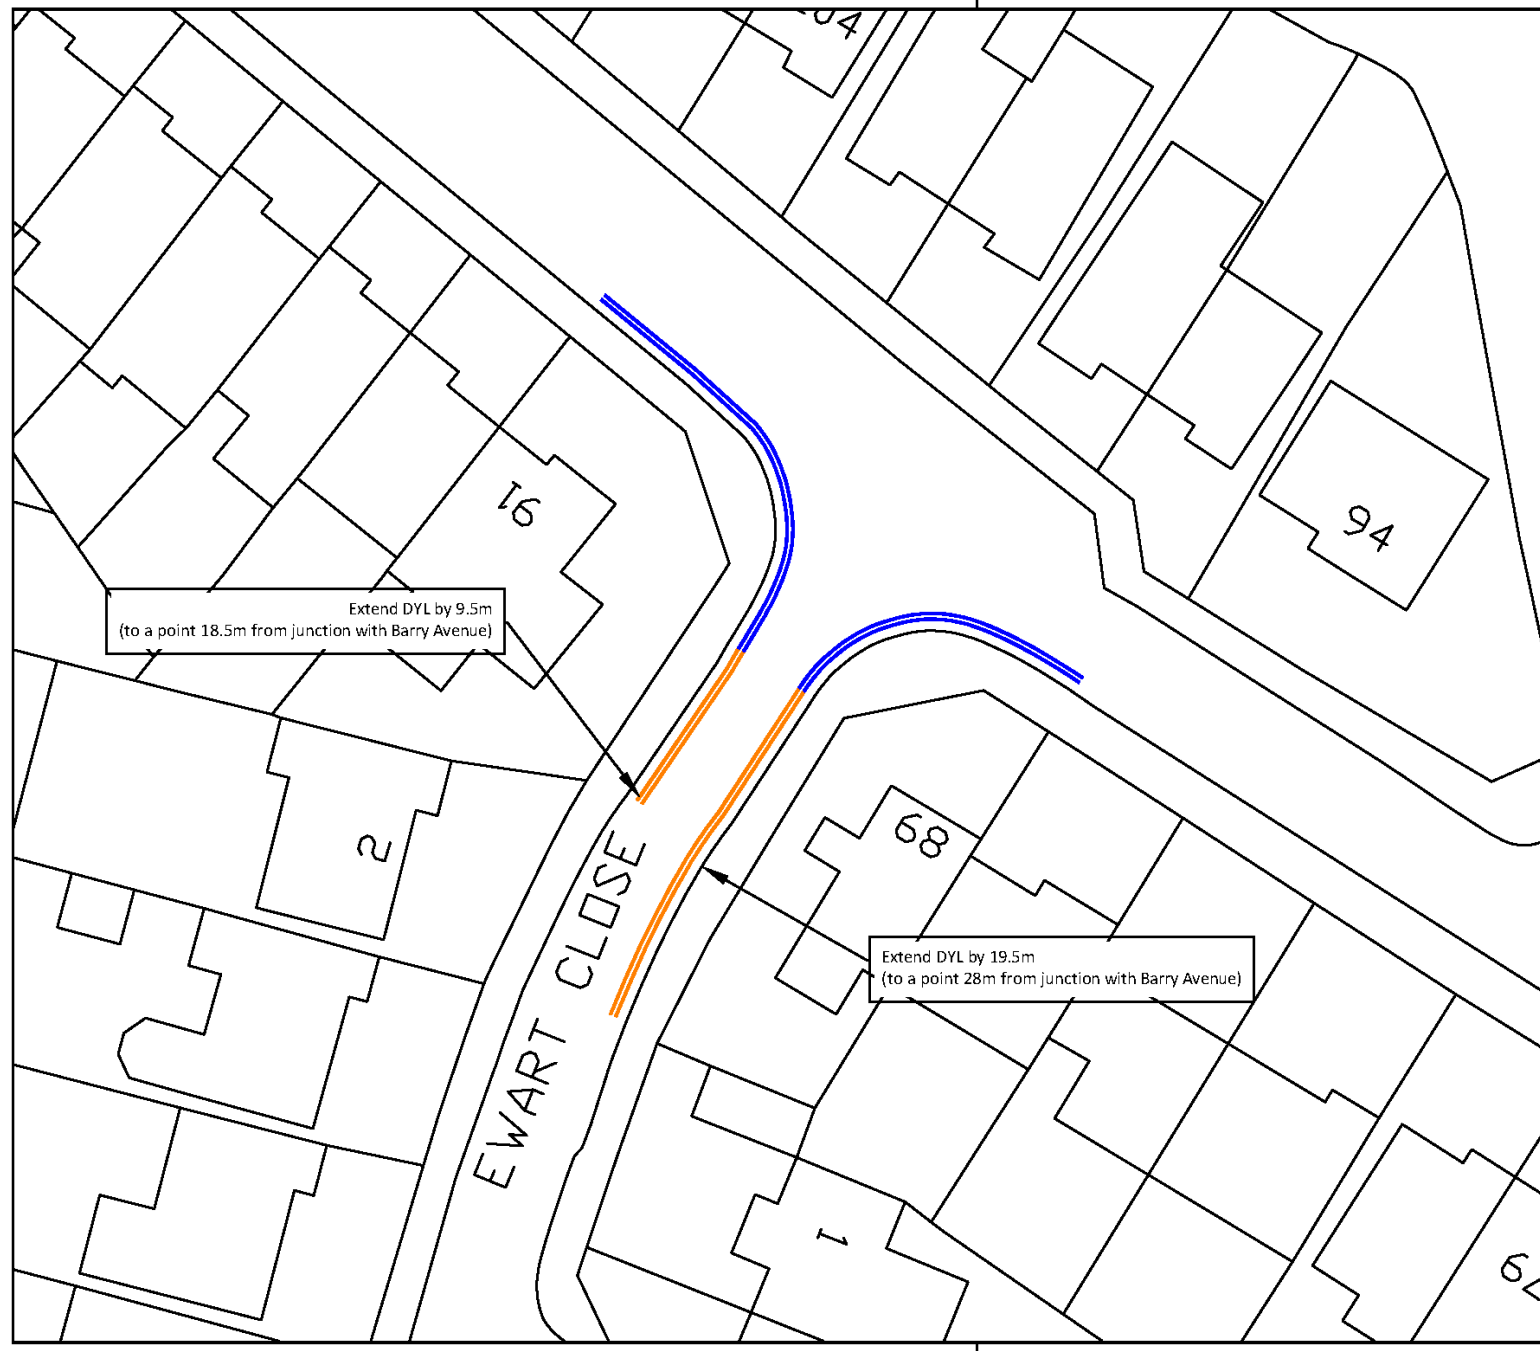 94
91
Extend DYL by 9.5m
(to a point 18.5m from junction with Barry Avenue)
2
68
EWART CLOSE
Extend DYL by 19.5m
(to a point 28m from junction with Barry Avenue)
1